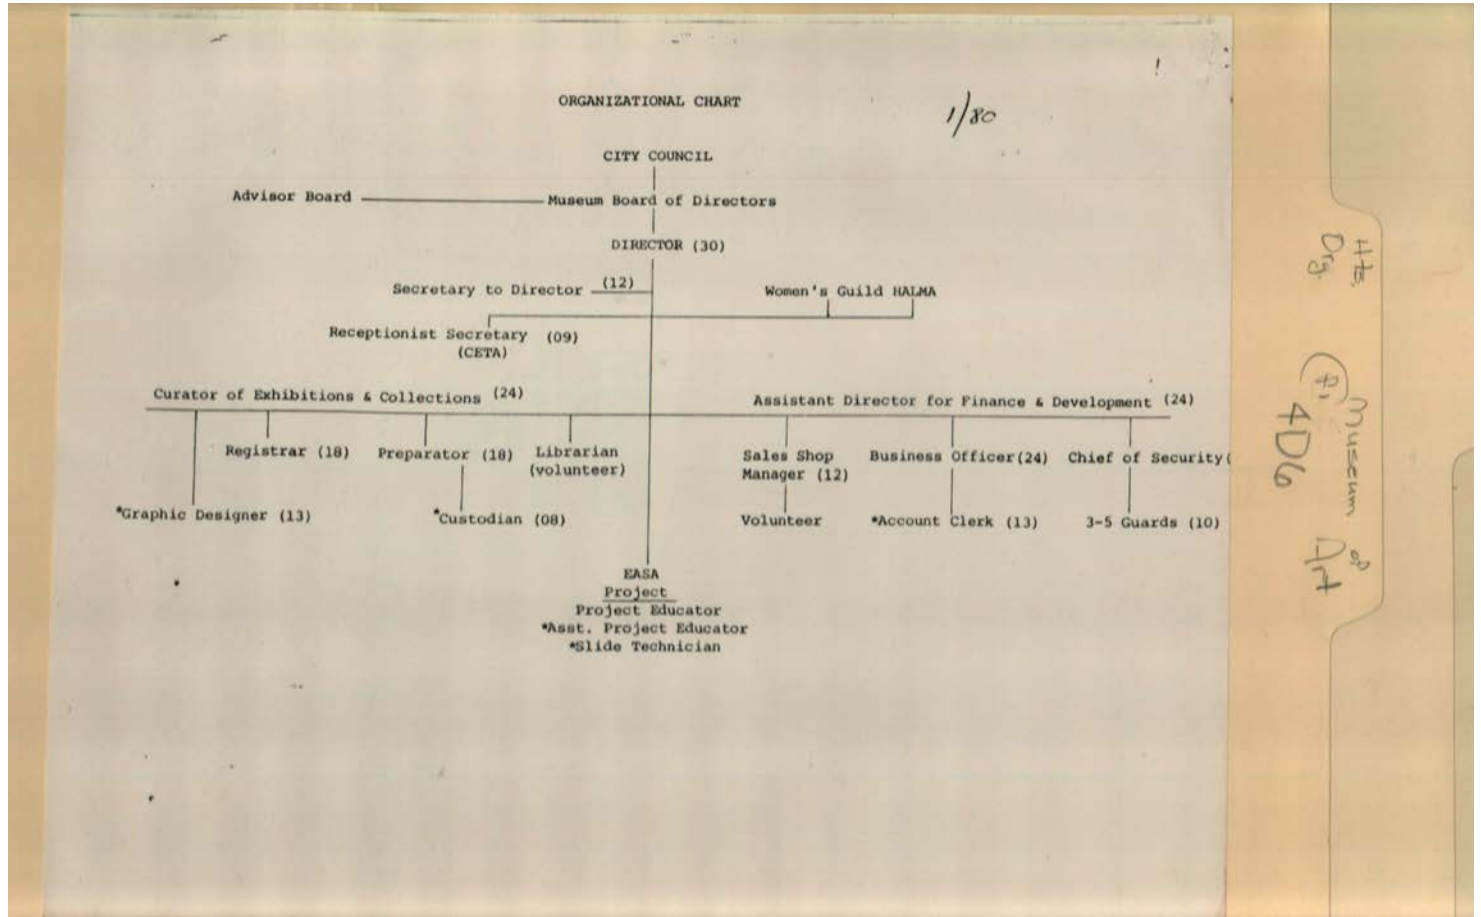 ORGANIZATIONAL CHART
1/80
CITY COUNCIL
Advisor Board
Museum Board of Directors
DIRECTOR (30)
Secretary to Director (12)
Women's Guild HALMA
Receptionist Secretary (09)
(CETA)
Curator of Exhibitions & Collections (24)
Assistant Director for Finance & Development (24)
Registrar (18)
Preparator (18)
Librarian
(volunteer)
Sales Shop
Manager (12)
Business Officer(24)
Chief of Security(
*Graphic Designer (13)
*Custodian (08)
Volunteer
*Account Clerk (13)
3-5 Guards (10)
EASA
Project
Project Educator
*Asst. Project Educator
*Slide Technician
Org.
Museum of Art
4D6